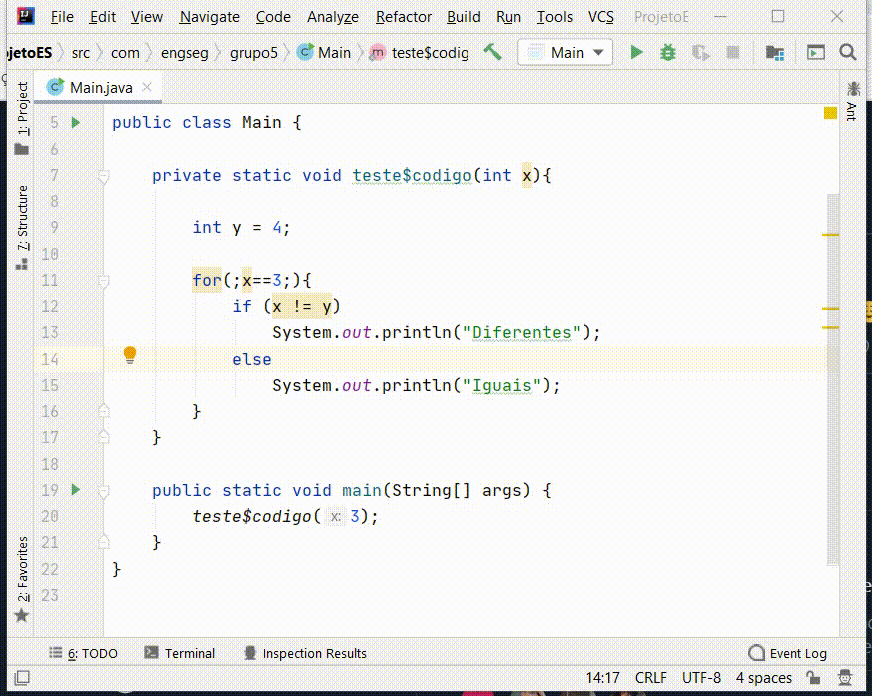 File Edit View Navigate Code Analyze Refactor Build Run Tools VCS ProjetoE
ojetoES src com engseg grupo5 Main teste$codig Main
1: Project
7: Structure
2: Favorites
Main.java
Ant
5 public class Main {
6
7 private static void teste$codigo(int x){
8
9 int y = 4;
10
11 for(;x==3;){
12 if (x != y)
13 System.out.println("Diferentes");
14 else
15 System.out.println("Iguais");
16 }
17 }
18
19 public static void main(String[] args) {
20 teste$codigo( x: 3);
21 }
22 }
23
6: TODO Terminal Inspection Results Event Log
14:17 CRLF UTF-8 4 spaces